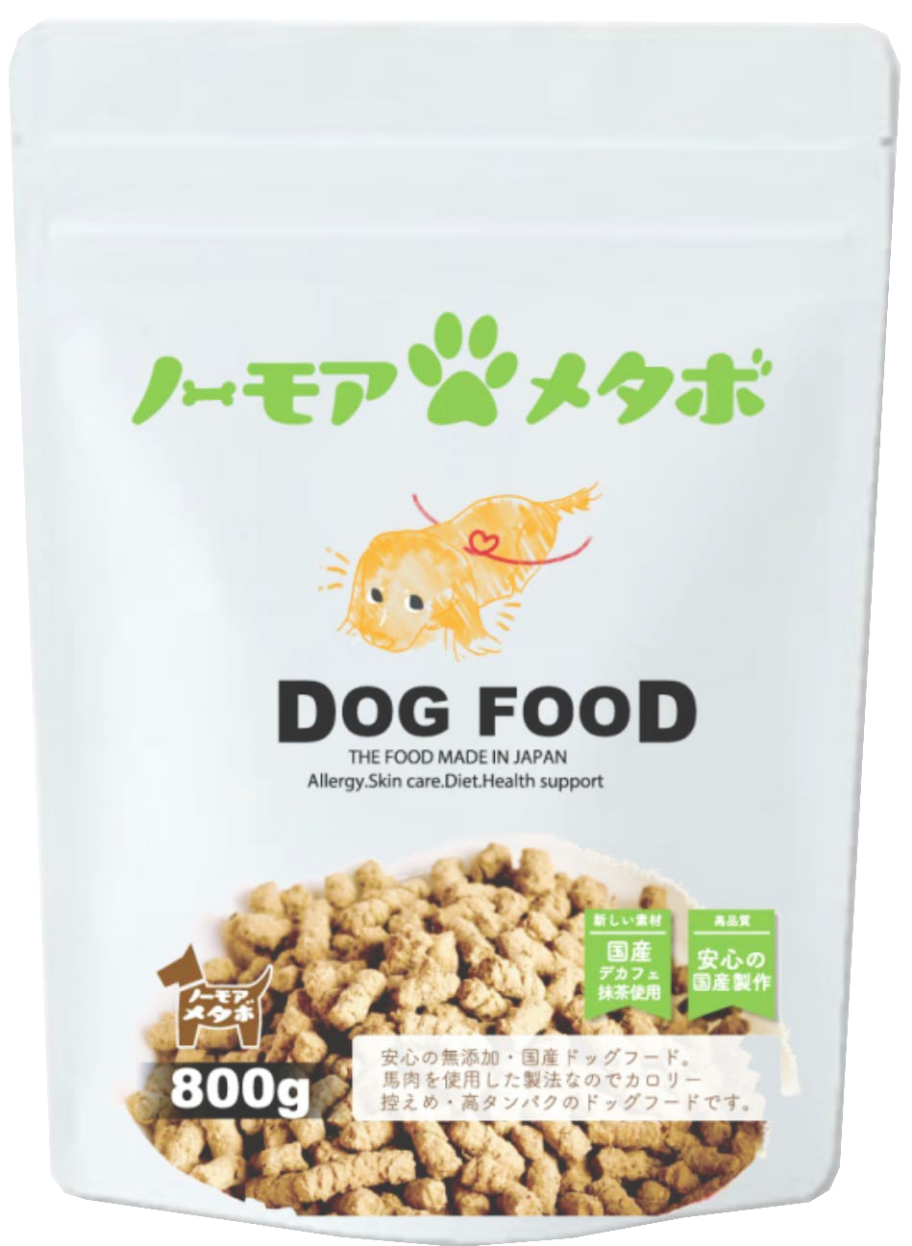 ノーモア メタボ
DOG FOOD
THE FOOD MADE IN JAPAN
Allergy.Skin care.Diet.Health support
新しい素材
国産
デカフェ
抹茶使用
高品質
安心の
国産製作
ノーモア
メタボ
800g
安心の無添加・国産ドッグフード。
馬肉を使用した製法なのでカロリー
控えめ・高タンパクのドッグフードです。